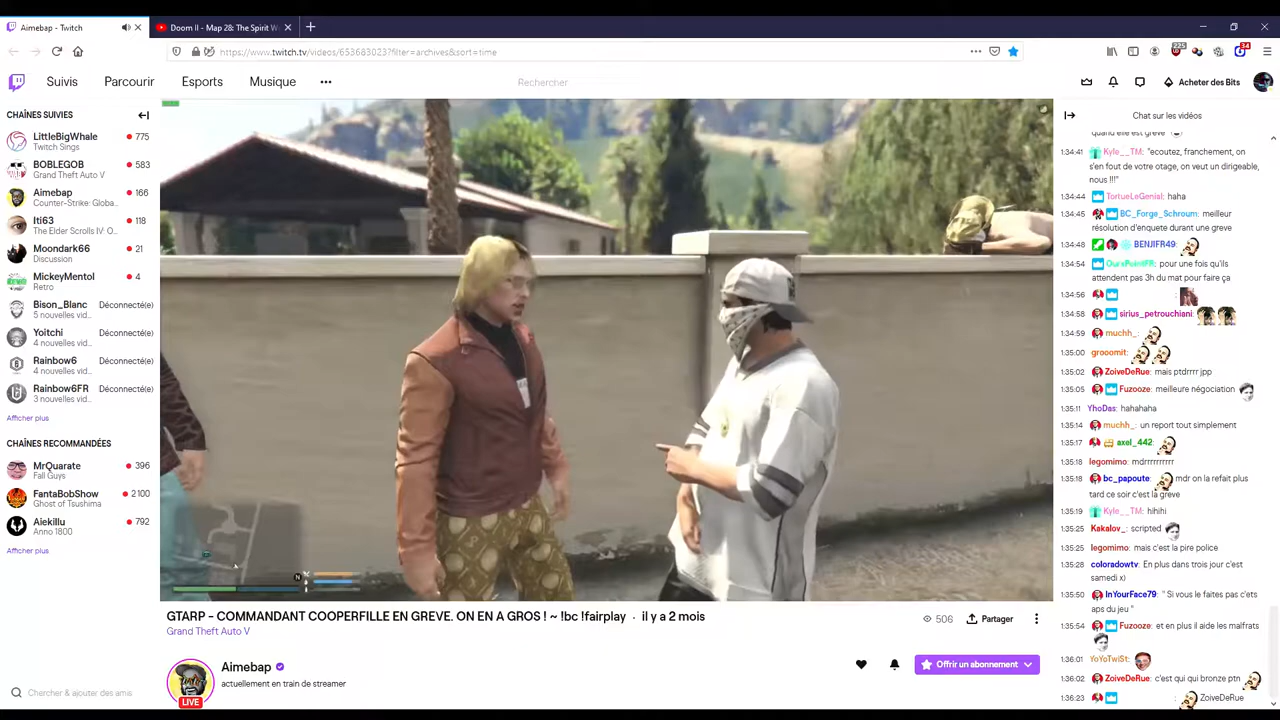 Aimebap - Twitch
Doom II - Map 28: The Spirit W
https://www.twitch.tv/videos/653683023?filter=archives&sort=time
Suivis
Parcourir
Esports
Musique
Rechercher
Acheter des Bits
CHAÎNES SUIVIES
LittleBigWhale 775
Twitch Sings
BOBLEGOB 583
Grand Theft Auto V
Aimebap 166
Counter-Strike: Globa...
Iti63 118
The Elder Scrolls IV: O...
Moondark66 21
Discussion
MickeyMentol 4
Retro
Bison_Blanc Déconnecté(e)
5 nouvelles vid...
Yoitchi Déconnecté(e)
4 nouvelles vid...
Rainbow6 Déconnecté(e)
4 nouvelles vid...
Rainbow6FR Déconnecté(e)
3 nouvelles vid...
Afficher plus
CHAÎNES RECOMMANDÉES
MrQuarate 396
Fall Guys
FantaBobShow 2 100
Ghost of Tsushima
Aiekillu 792
Anno 1800
Afficher plus
Chercher & ajouter des amis
N
GTARP - COMMANDANT COOPERFILLE EN GREVE. ON EN A GROS ! ~ !bc !fairplay · il y a 2 mois
Grand Theft Auto V
506
Partager
Aimebap
actuellement en train de streamer
LIVE
Offrir un abonnement
Chat sur les vidéos
quand elle est greve
1:34:41 Kyle__TM: "ecoutez, franchement, on
s'en fout de votre otage, on veut un dirigeable,
nous !!!"
1:34:44 TortueLeGenisl: haha
1:34:45 BC_Forge_Schroum: meilleur
résolution d'enquete durant une greve
1:34:48 BENJIFR49:
1:34:54 OurxPointFR: pour une fois qu'ils
attendent pas 3h du mat pour faire ça
1:34:56 :
1:34:58 sirius_petrouchiani:
1:34:59 muchh_:
1:35:00 grooomit:
1:35:02 ZoiveDeRue: mais ptdrrrr jpp
1:35:05 Fuzooze: meilleure négociation
1:35:11 YhoDas: hahahaha
1:35:14 muchh_: un report tout simplement
1:35:17 axel_442:
1:35:18 legomimo: mdrrrrrrrrrr
1:35:18 bc_papoute: mdr on la refait plus
tard ce soir c'est la greve
1:35:19 Kyle__TM: hihihi
1:35:25 Kakalov_: scripted
1:35:25 legomimo: mais c'est la pire police
1:35:28 coloradowtv: En plus dans trois jour c'est
samedi x)
1:35:50 InYourFace79: " Si vous le faites pas c'ets
aps du jeu "
1:35:54 Fuzooze: et en plus il aide les malfrats
1:36:01 YoYoTwiSt:
1:36:02 ZoiveDeRue: c'est qui qui bronze ptn
1:36:23 : ZoiveDeRue